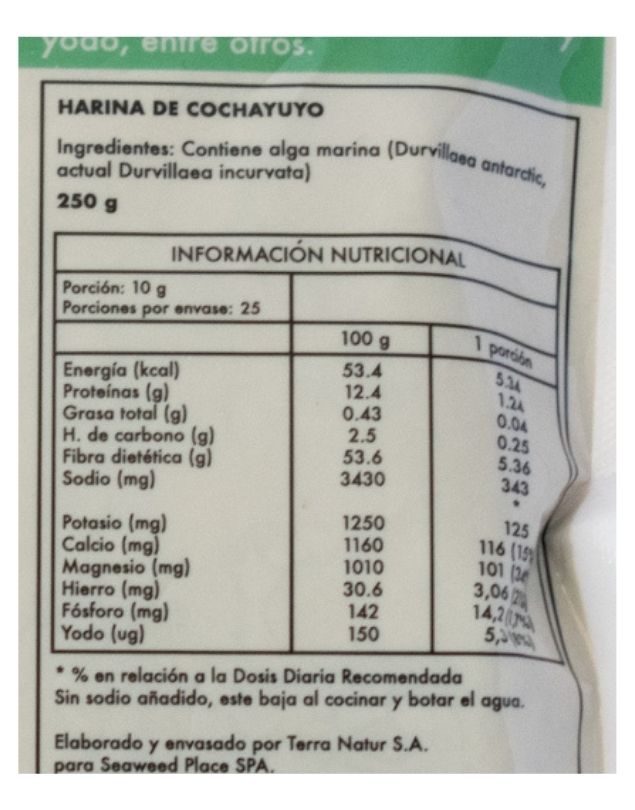 yodo, entre otros.
HARINA DE COCHAYUYO
Ingredientes: Contiene alga marina (Durvillaea antarctic,
actual Durvillaea incurvata)
250 g
INFORMACIÓN NUTRICIONAL
Porción: 10 g
Porciones por envase: 25
100 g 1 porción
Energía (kcal) 53.4 5.34
Proteínas (g) 12.4 1.24
Grasa total (g) 0.43 0.04
H. de carbono (g) 2.5 0.25
Fibra dietética (g) 53.6 5.36
Sodio (mg) 3430 343
*
Potasio (mg) 1250 125
Calcio (mg) 1160 116 (15%
Magnesio (mg) 1010 101
Hierro (mg) 30.6 3,06
Fósforo (mg) 142 14,2
Yodo (ug) 150
* % en relación a la Dosis Diaria Recomendada
Sin sodio añadido, este baja al cocinar y botar el agua.
Elaborado y envasado por Terra Natur S.A.
para Seaweed Place SPA.